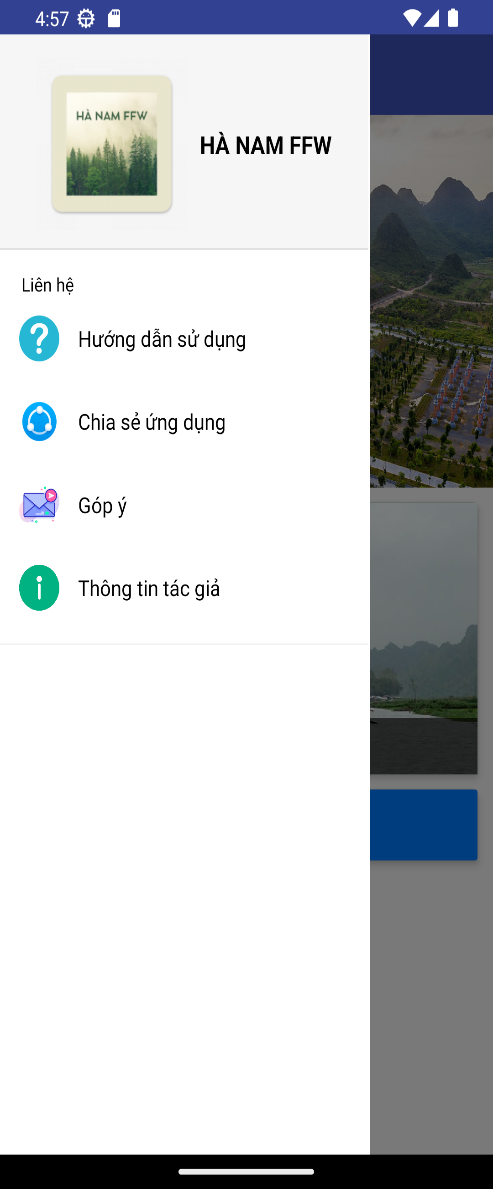 4:57
HÀ NAM FFW
HÀ NAM FFW
Liên hệ
Hướng dẫn sử dụng
Chia sẻ ứng dụng
Góp ý
Thông tin tác giả